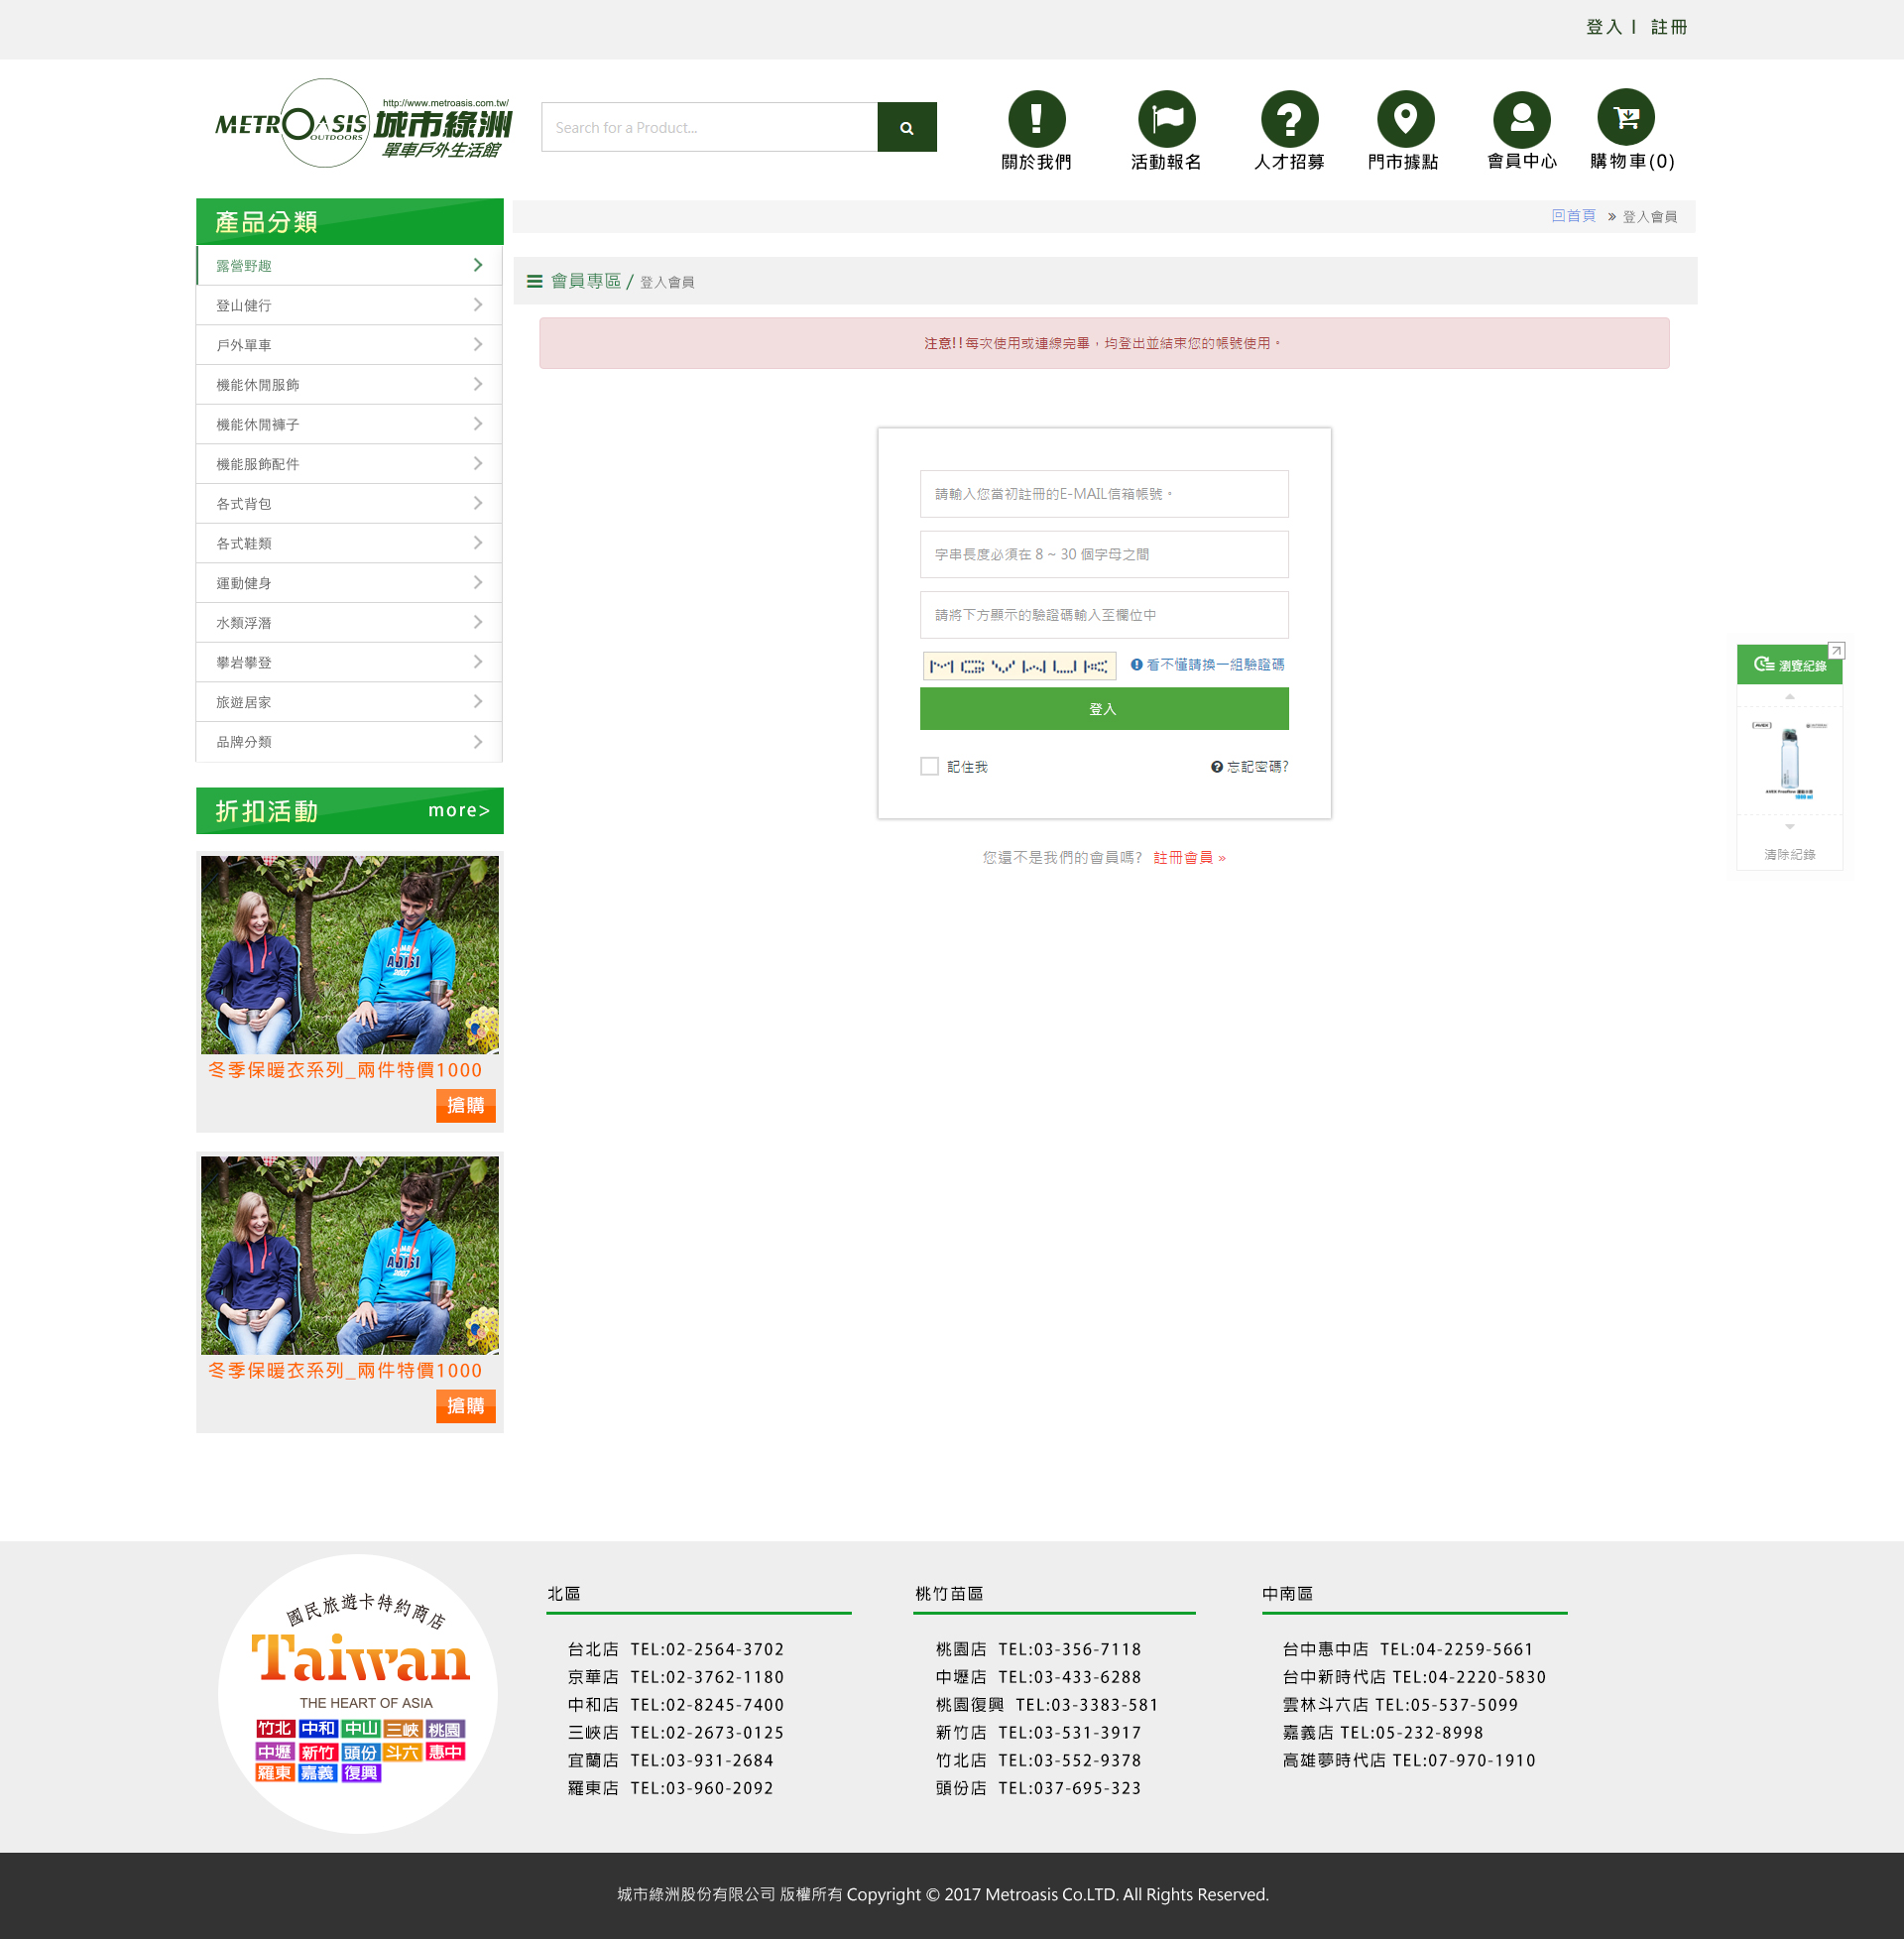 登入 | 註冊
http://www.metroasis.com.tw/
METROASIS
OUTDOORS
城市綠洲
單車戶外生活館
Search for a Product...
關於我們
活動報名
人才招募
門市據點
會員中心
購物車(0)
產品分類
回首頁 » 登入會員
露營野趣
會員專區 / 登入會員
登山健行
注意!!每次使用或連線完畢，均登出並結束您的帳號使用。
戶外單車
機能休閒服飾
機能休閒褲子
機能服飾配件
各式背包
各式鞋類
運動健身
水類浮潛
攀岩攀登
旅遊居家
品牌分類
請輸入您當初註冊的E-MAIL信箱帳號。
字串長度必須在 8 ~ 30 個字母之間
請將下方顯示的驗證碼輸入至欄位中
看不懂請換一組驗證碼
登入
記住我
忘記密碼?
您還不是我們的會員嗎? 註冊會員 »
瀏覽紀錄
AVEX
1000 ml
清除紀錄
折扣活動
more>
ADISI
2007
冬季保暖衣系列_兩件特價1000
搶購
ADISI
2007
冬季保暖衣系列_兩件特價1000
搶購
國民旅遊卡特約商店
Taiwan
THE HEART OF ASIA
竹北 中和 中山 三峽 桃園
中壢 新竹 頭份 斗六 惠中
羅東 嘉義 復興
北區
台北店 TEL:02-2564-3702
京華店 TEL:02-3762-1180
中和店 TEL:02-8245-7400
三峽店 TEL:02-2673-0125
宜蘭店 TEL:03-931-2684
羅東店 TEL:03-960-2092
桃竹苗區
桃園店 TEL:03-356-7118
中壢店 TEL:03-433-6288
桃園復興 TEL:03-3383-581
新竹店 TEL:03-531-3917
竹北店 TEL:03-552-9378
頭份店 TEL:037-695-323
中南區
台中惠中店 TEL:04-2259-5661
台中新時代店 TEL:04-2220-5830
雲林斗六店 TEL:05-537-5099
嘉義店 TEL:05-232-8998
高雄夢時代店 TEL:07-970-1910
城市綠洲股份有限公司 版權所有 Copyright © 2017 Metroasis Co.LTD. All Rights Reserved.